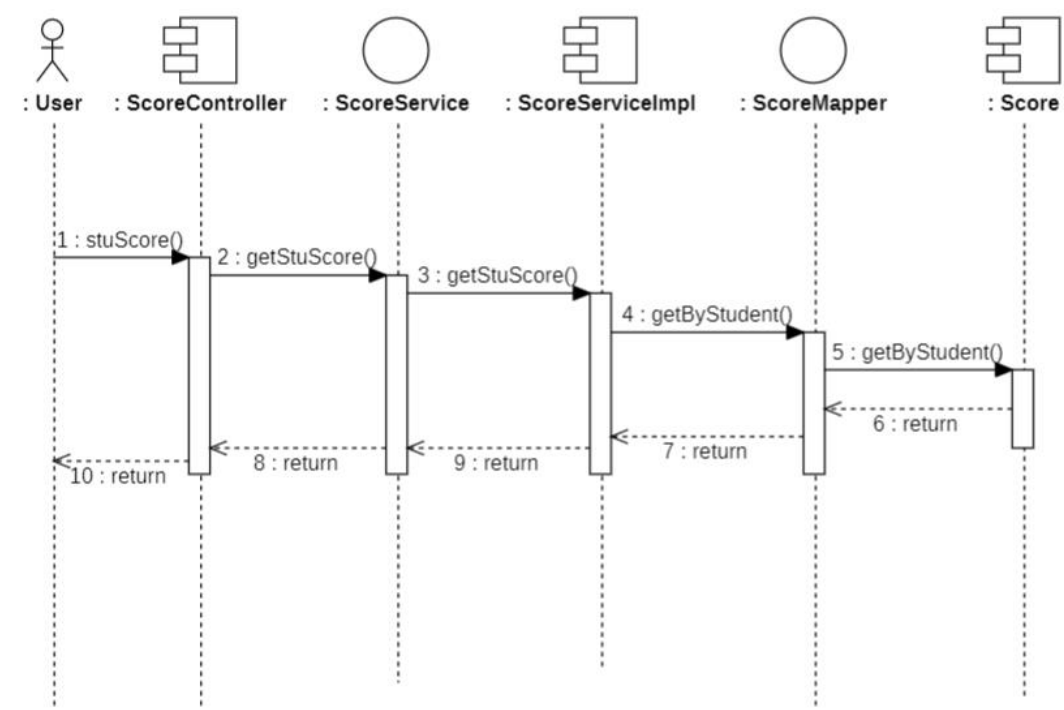 : User
: ScoreController
: ScoreService
: ScoreServiceImpl
: ScoreMapper
: Score
1 : stuScore()
2 : getStuScore()
3 : getStuScore()
4 : getByStudent()
5 : getByStudent()
6 : return
7 : return
8 : return
9 : return
10 : return